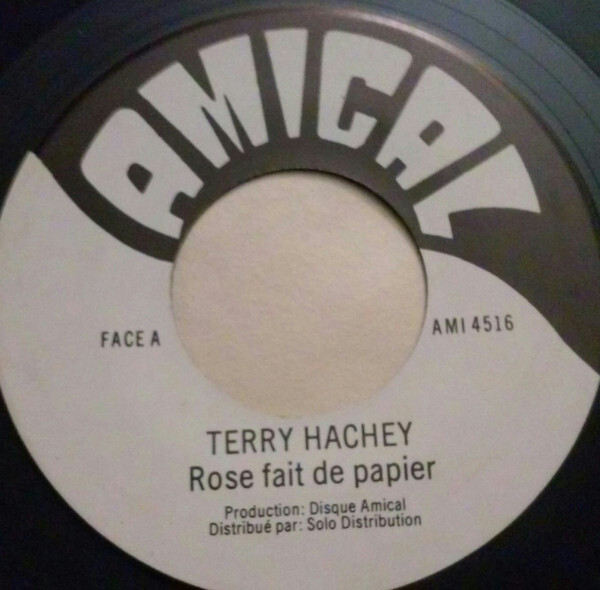 AMICAL
FACE A
AMI 4516
TERRY HACHEY
Rose fait de papier
Production: Disque Amical
Distribué par: Solo Distribution